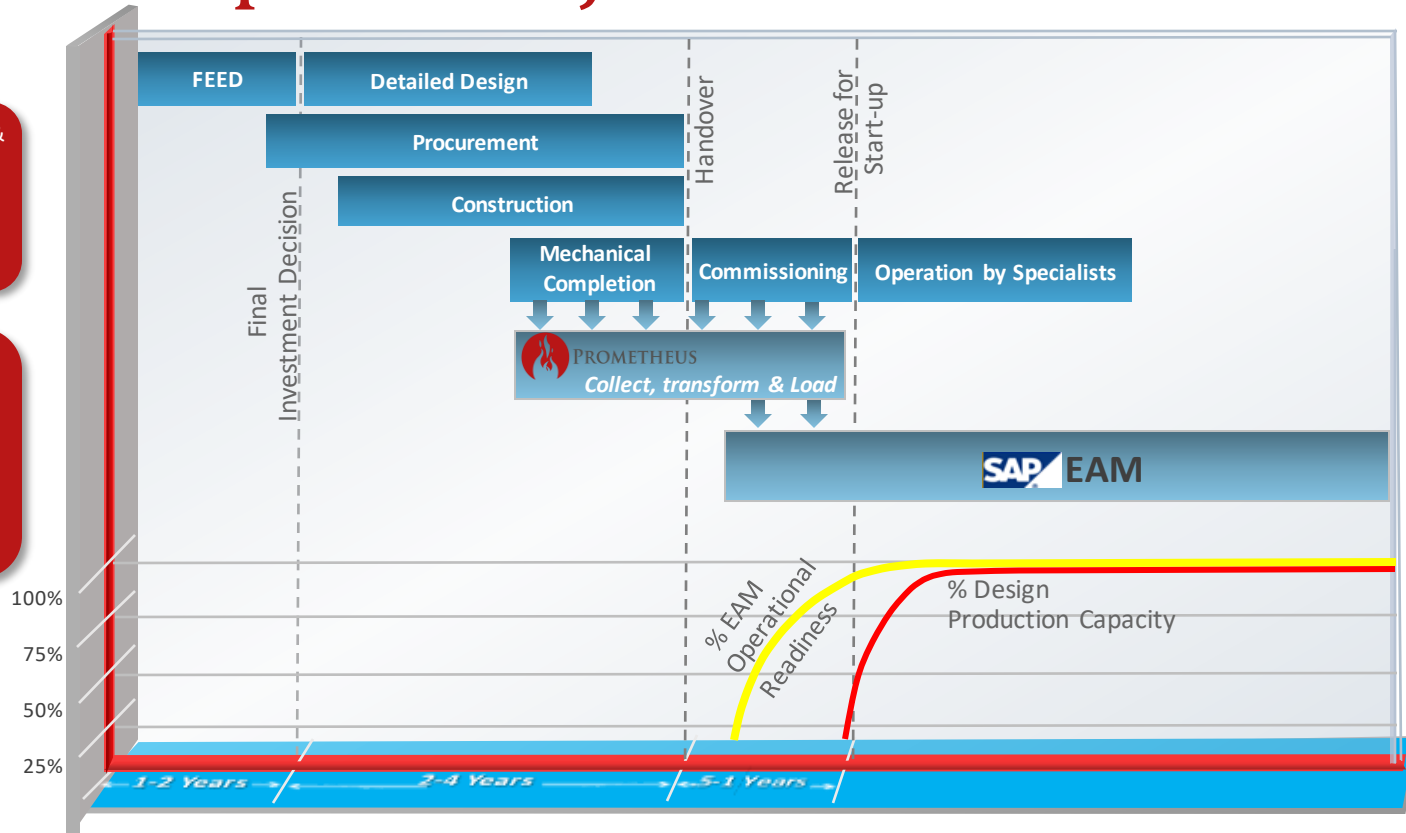 &
FEED
Detailed Design
Procurement
Construction
Mechanical
Completion
Commissioning
Operation by Specialists
Final
Investment Decision
Handover
Release for
Start-up
PROMETHEUS
Collect, transform & Load
SAP EAM
100%
75%
50%
25%
% EAM
Operational
Readiness
% Design
Production Capacity
1-2 Years
2-4 Years
5-1 Years